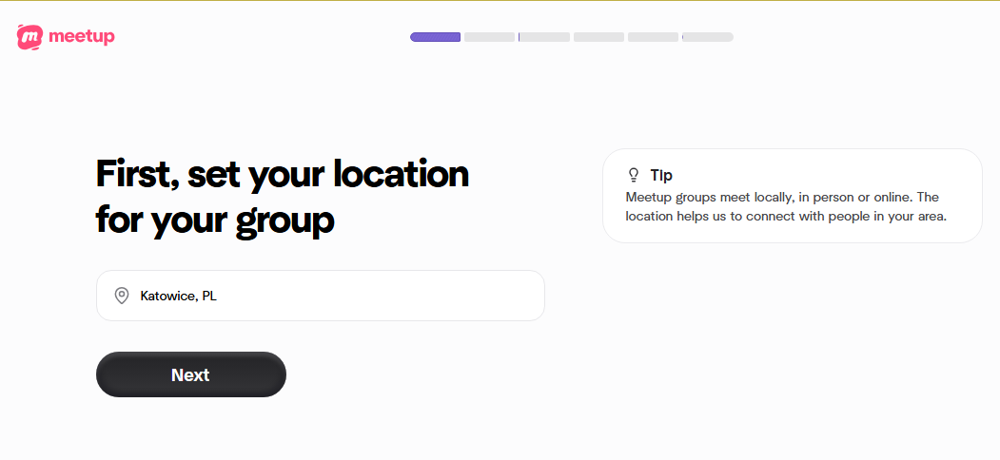 meetup
First, set your location
for your group
Katowice, PL
Next
Tip
Meetup groups meet locally, in person or online. The
location helps us to connect with people in your area.